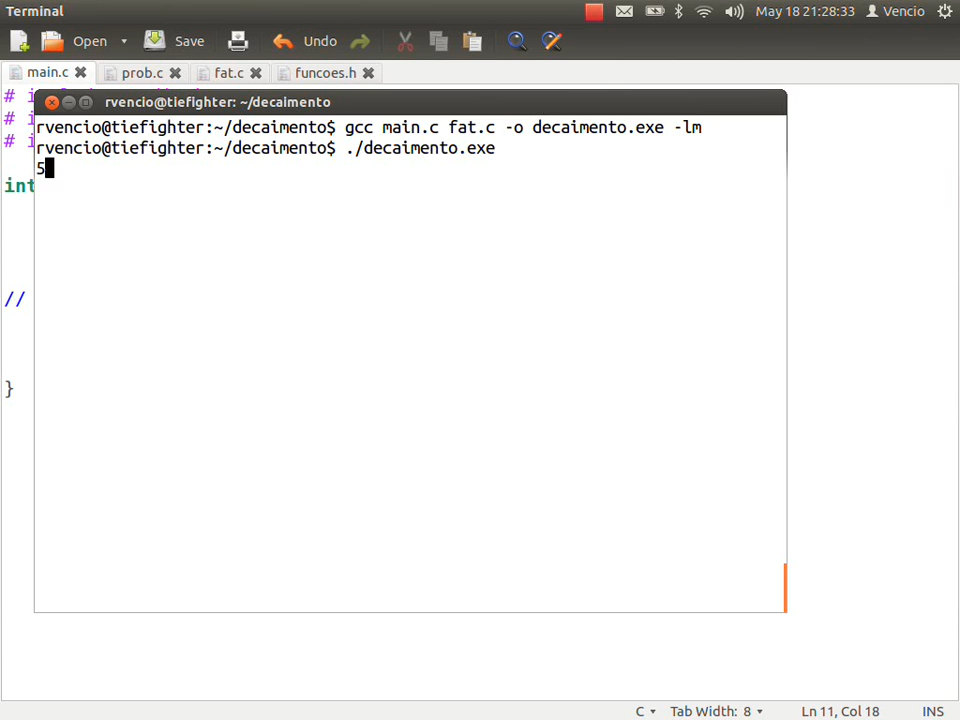 Terminal
May 18 21:28:33 Vencio
Open Save Undo
main.c prob.c fat.c funcoes.h
rvencio@tiefighter: ~/decaimento
rvencio@tiefighter:~/decaimento$ gcc main.c fat.c -o decaimento.exe -lm
rvencio@tiefighter:~/decaimento$ ./decaimento.exe
5
#
#
#
int
//
}
C Tab Width: 8 Ln 11, Col 18 INS